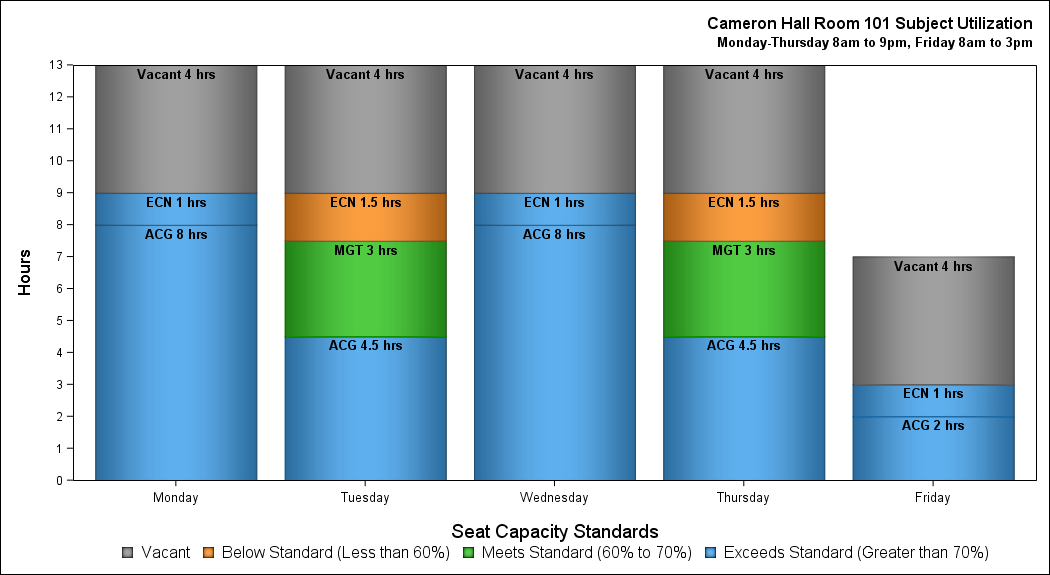 Cameron Hall Room 101 Subject Utilization
Monday-Thursday 8am to 9pm, Friday 8am to 3pm
Hours
13
12
11
10
9
8
7
6
5
4
3
2
1
0
Vacant 4 hrs
ECN 1 hrs
ACG 8 hrs
Vacant 4 hrs
ECN 1.5 hrs
MGT 3 hrs
ACG 4.5 hrs
Vacant 4 hrs
ECN 1 hrs
ACG 8 hrs
Vacant 4 hrs
ECN 1.5 hrs
MGT 3 hrs
ACG 4.5 hrs
Vacant 4 hrs
ECN 1 hrs
ACG 2 hrs
Monday Tuesday Wednesday Thursday Friday
Seat Capacity Standards
Vacant Below Standard (Less than 60%) Meets Standard (60% to 70%) Exceeds Standard (Greater than 70%)